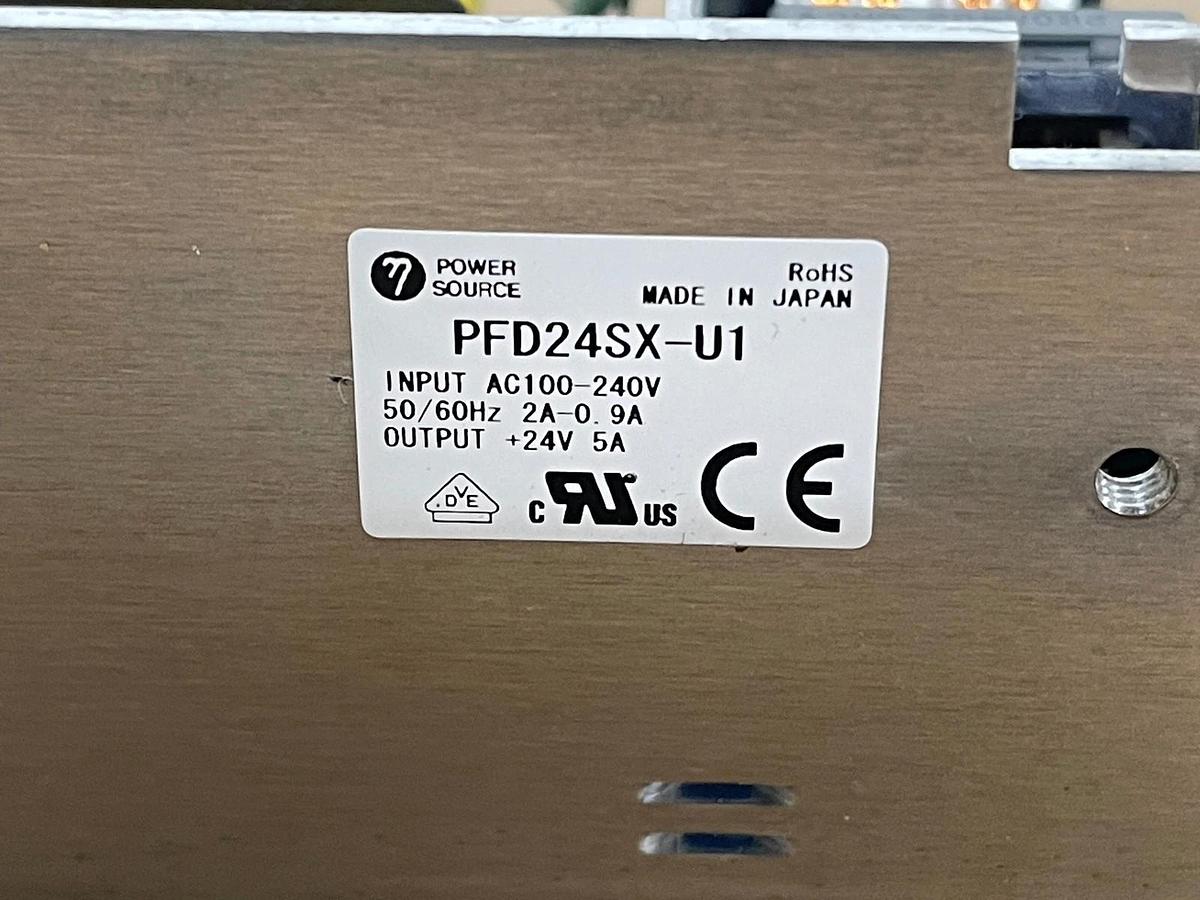 η POWER
SOURCE
RoHS
MADE IN JAPAN
PFD24SX-U1
INPUT AC100-240V
50/60Hz 2A-0.9A
OUTPUT +24V 5A
DVE
c RU US
CE